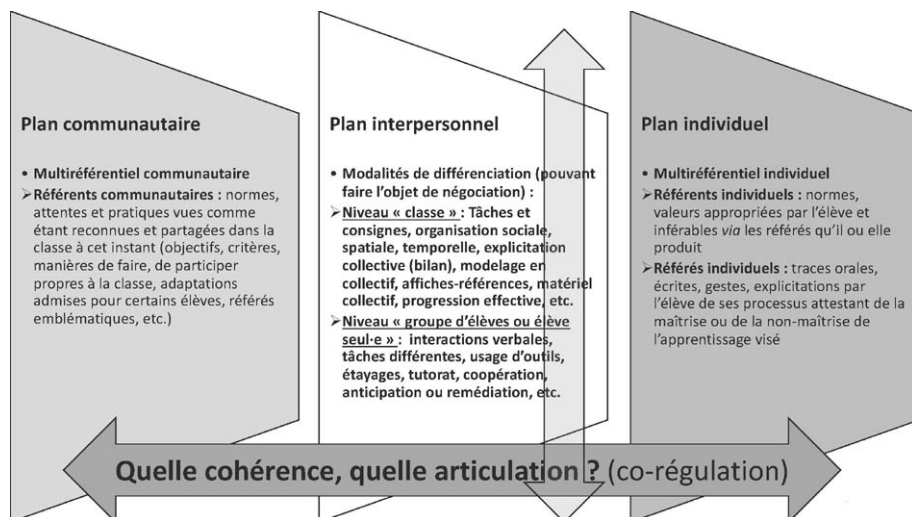 Plan communautaire
• Multiréférentiel communautaire
➢Référents communautaires : normes,
attentes et pratiques vues comme
étant reconnues et partagées dans la
classe à cet instant (objectifs, critères,
manières de faire, de participer
propres à la classe, adaptations
admises pour certains élèves, référés
emblématiques, etc.)
Plan interpersonnel
• Modalités de différenciation (pouvant
faire l'objet de négociation) :
➢Niveau « classe » : Tâches et
consignes, organisation sociale,
spatiale, temporelle, explicitation
collective (bilan), modelage en
collectif, affiches-références, matériel
collectif, progression effective, etc.
➢Niveau « groupe d'élèves ou élève
seul·e » : interactions verbales,
tâches différentes, usage d'outils,
étayages, tutorat, coopération,
anticipation ou remédiation, etc.
Plan individuel
• Multiréférentiel individuel
➢Référents individuels : normes,
valeurs appropriées par l'élève et
inférables via les référés qu'il ou elle
produit
➢Référés individuels : traces orales,
écrites, gestes, explicitations par
l'élève de ses processus attestant de la
maîtrise ou de la non-maîtrise de
l'apprentissage visé
Quelle cohérence, quelle articulation ? (co-régulation)